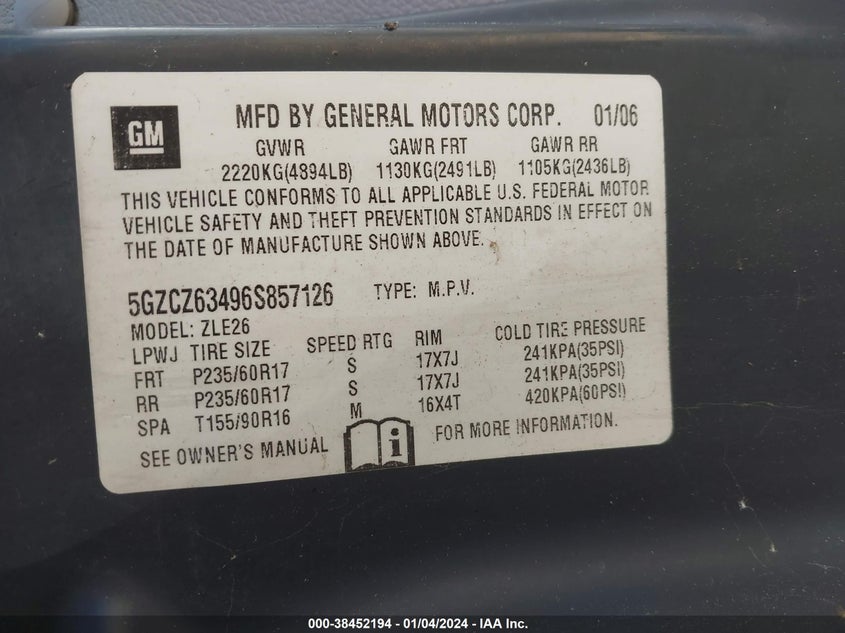 GM
MFD BY GENERAL MOTORS CORP. 01/06
GVWR GAWR FRT GAWR RR
2220KG(4894LB) 1130KG(2491LB) 1105KG(2436LB)
THIS VEHICLE CONFORMS TO ALL APPLICABLE U.S. FEDERAL MOTOR
VEHICLE SAFETY AND THEFT PREVENTION STANDARDS IN EFFECT ON
THE DATE OF MANUFACTURE SHOWN ABOVE.
5GZCZ63496S857126 TYPE: M.P.V.
MODEL: ZLE26
LPWJ TIRE SIZE SPEED RTG RIM COLD TIRE PRESSURE
FRT P235/60R17 S 17X7J 241KPA(35PSI)
RR P235/60R17 S 17X7J 241KPA(35PSI)
SPA T155/90R16 M 16X4T 420KPA(60PSI)
SEE OWNER'S MANUAL i FOR MORE INFORMATION.
000-38452194 - 01/04/2024 - IAA Inc.